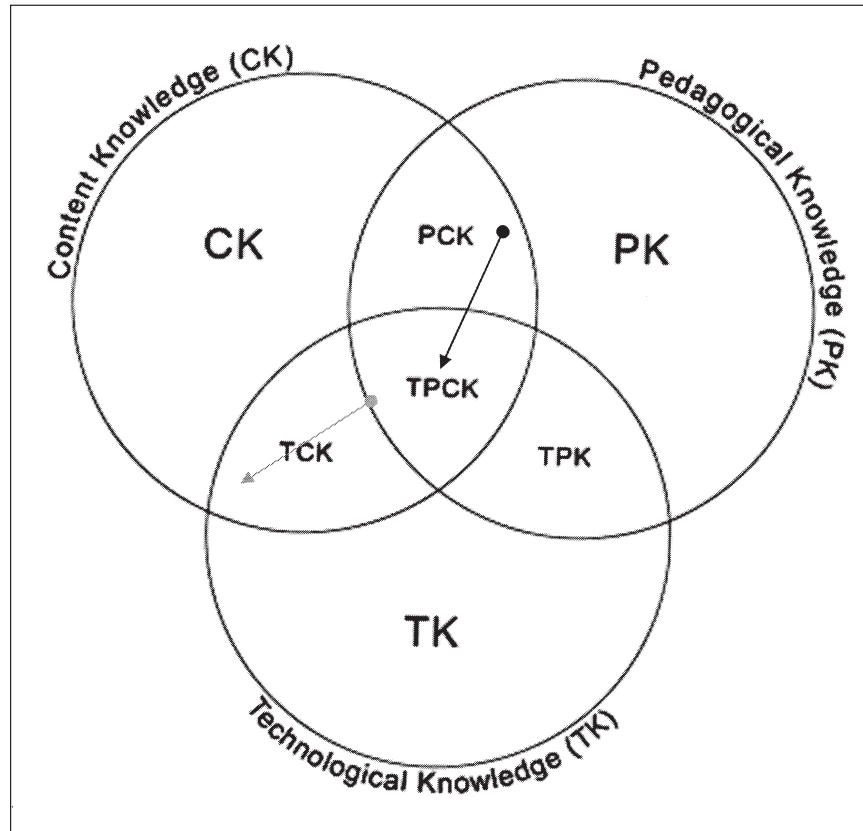 Content Knowledge (CK)
Pedagogical Knowledge (PK)
CK
PCK
PK
TPCK
TCK
TPK
TK
Technological Knowledge (TK)